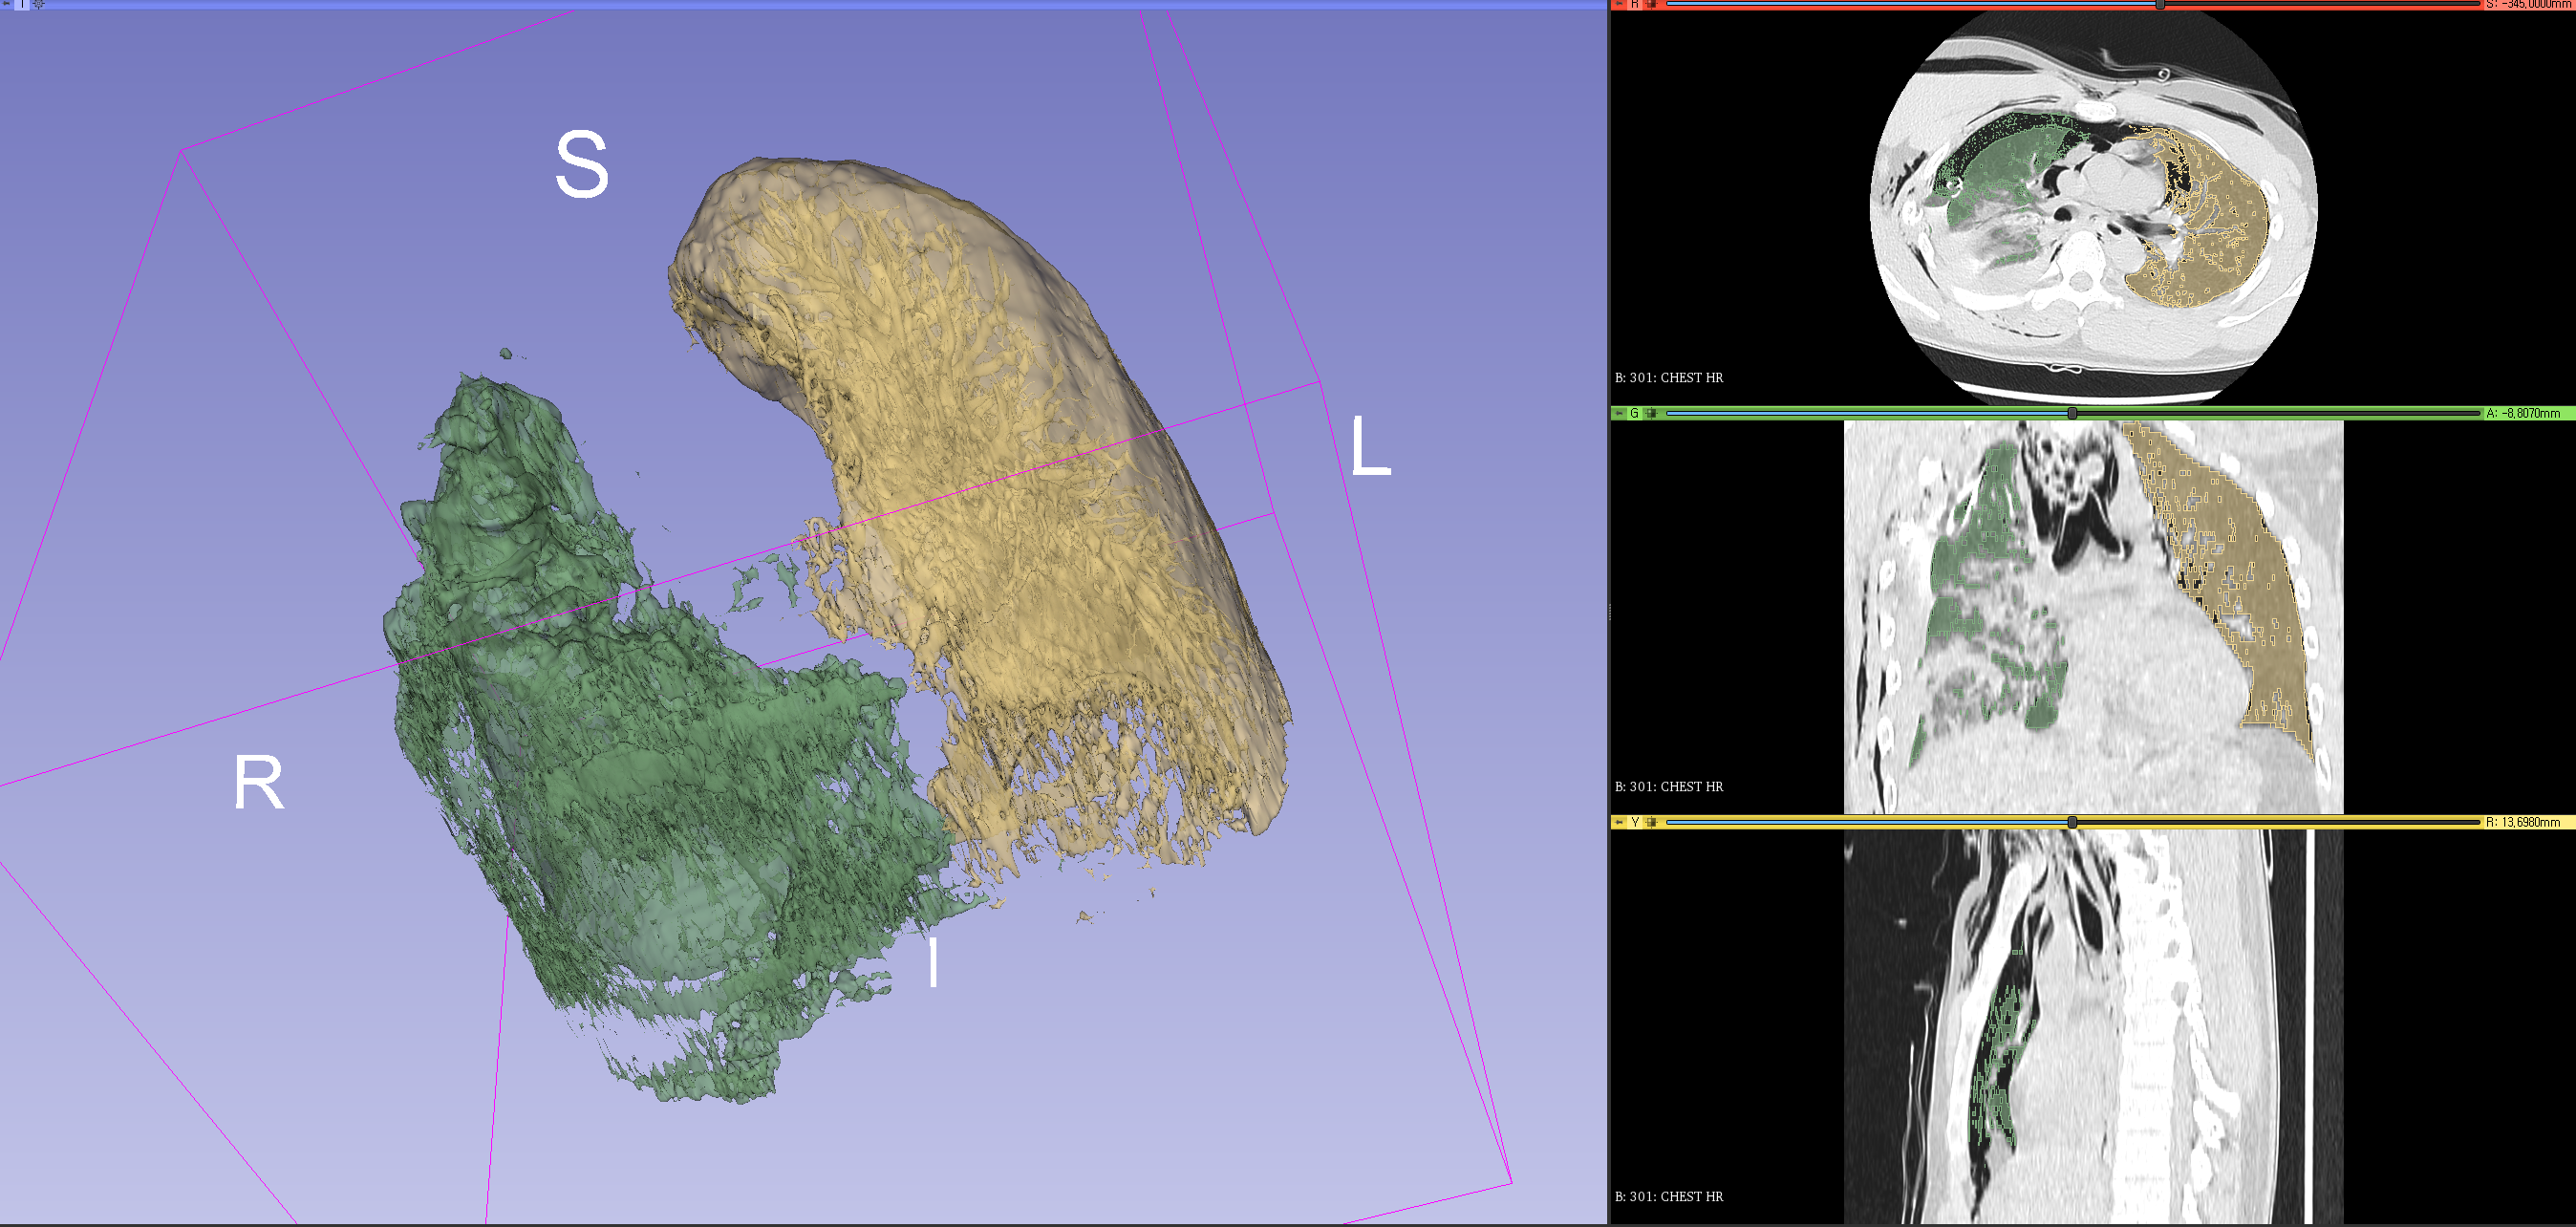 1
S
L
R
I
R
S: -345,0000mm
B: 301: CHEST HR
G
A: -8,8070mm
B: 301: CHEST HR
Y
R: 13,6980mm
B: 301: CHEST HR